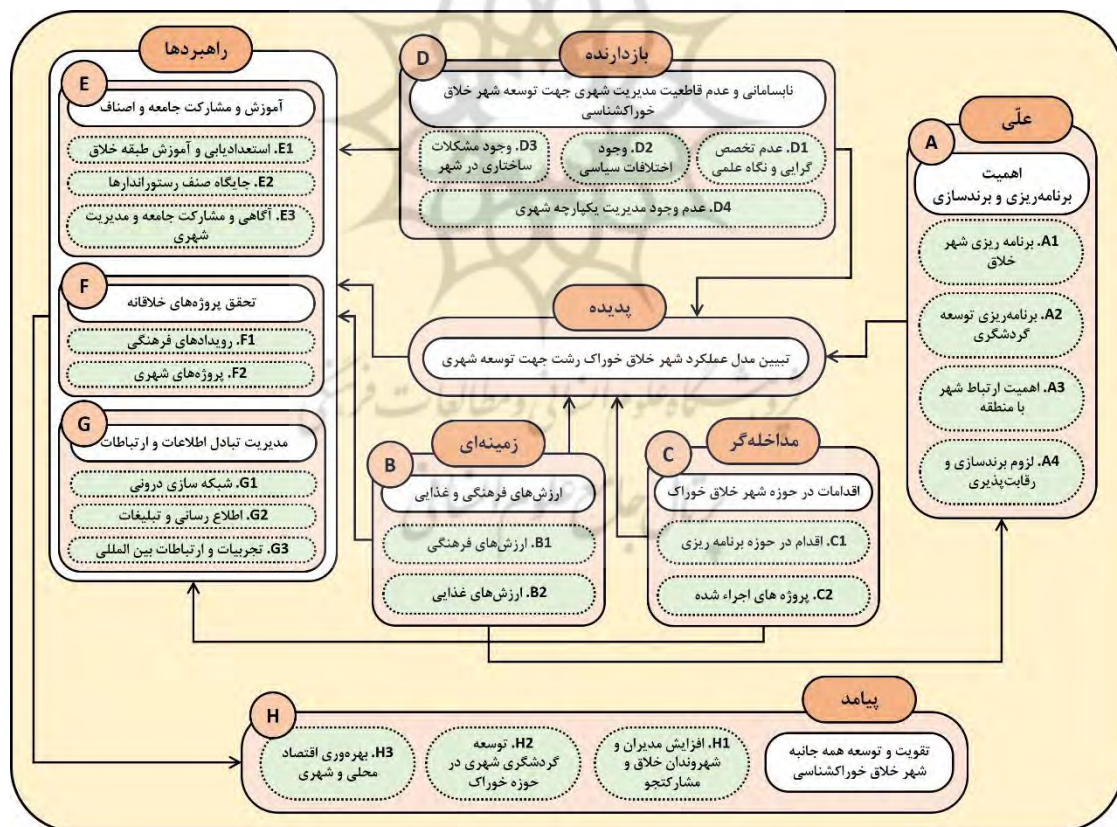 علّی
A
اهمیت
برنامه‌ریزی و برندسازی
A1. برنامه ریزی شهر
خلاق
A2. برنامه‌ریزی توسعه
گردشگری
A3. اهمیت ارتباط شهر
با منطقه
A4. لزوم برندسازی و
رقابت‌پذیری
بازدارنده
D
نابسامانی و عدم قاطعیت مدیریت شهری جهت توسعه شهر خلاق
خوراکشناسی
D1. عدم تخصص
گرایی و نگاه علمی
D2. وجود
اختلافات سیاسی
D3. وجود مشکلات
ساختاری در شهر
D4. عدم وجود مدیریت یکپارچه شهری
راهبردها
E
آموزش و مشارکت جامعه و اصناف
E1. استعدادیابی و آموزش طبقه خلاق
E2. جایگاه صنف رستوراندارها
E3. آگاهی و مشارکت جامعه و مدیریت
شهری
F
تحقق پروژه‌های خلاقانه
F1. رویدادهای فرهنگی
F2. پروژه‌های شهری
G
مدیریت تبادل اطلاعات و ارتباطات
G1. شبکه سازی درونی
G2. اطلاع رسانی و تبلیغات
G3. تجربیات و ارتباطات بین المللی
پدیده
تبیین مدل عملکرد شهر خلاق خوراک رشت جهت توسعه شهری
مداخله‌گر
C
اقدامات در حوزه شهر خلاق خوراک
C1. اقدام در حوزه برنامه ریزی
C2. پروژه های اجراء شده
زمینه‌ای
B
ارزش‌های فرهنگی و غذایی
B1. ارزش‌های فرهنگی
B2. ارزش‌های غذایی
پیامد
H
تقویت و توسعه همه جانبه
شهر خلاق خوراکشناسی
H1. افزایش مدیران و
شهروندان خلاق و
مشارکتجو
H2. توسعه
گردشگری شهری در
حوزه خوراک
H3. بهره‌وری اقتصاد
محلی و شهری
پژوهشگاه علوم انسانی و مطالعات فرهنگی
پرتال جامع علوم انسانی